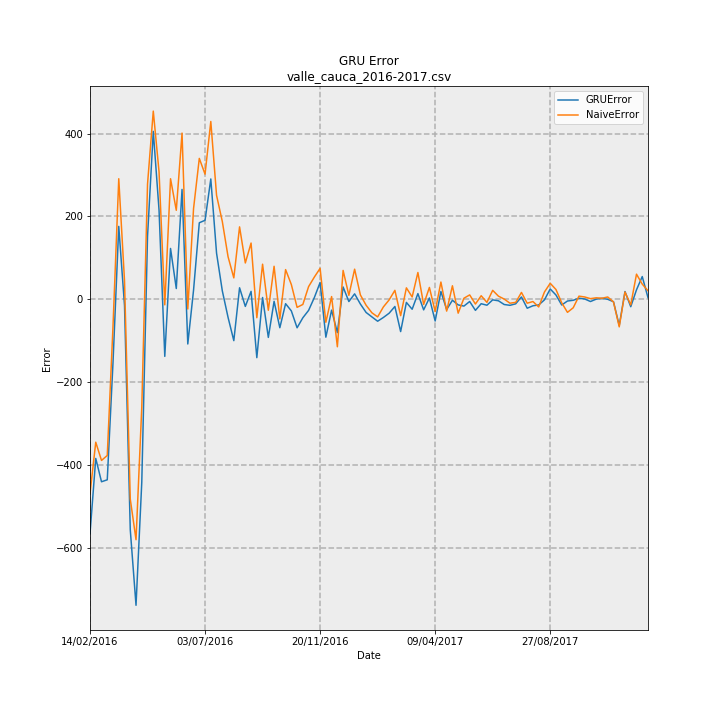 GRU Error
valle_cauca_2016-2017.csv
GRUError
NaiveError
400
200
0
−200
−400
−600
Error
14/02/2016 03/07/2016 20/11/2016 09/04/2017 27/08/2017
Date